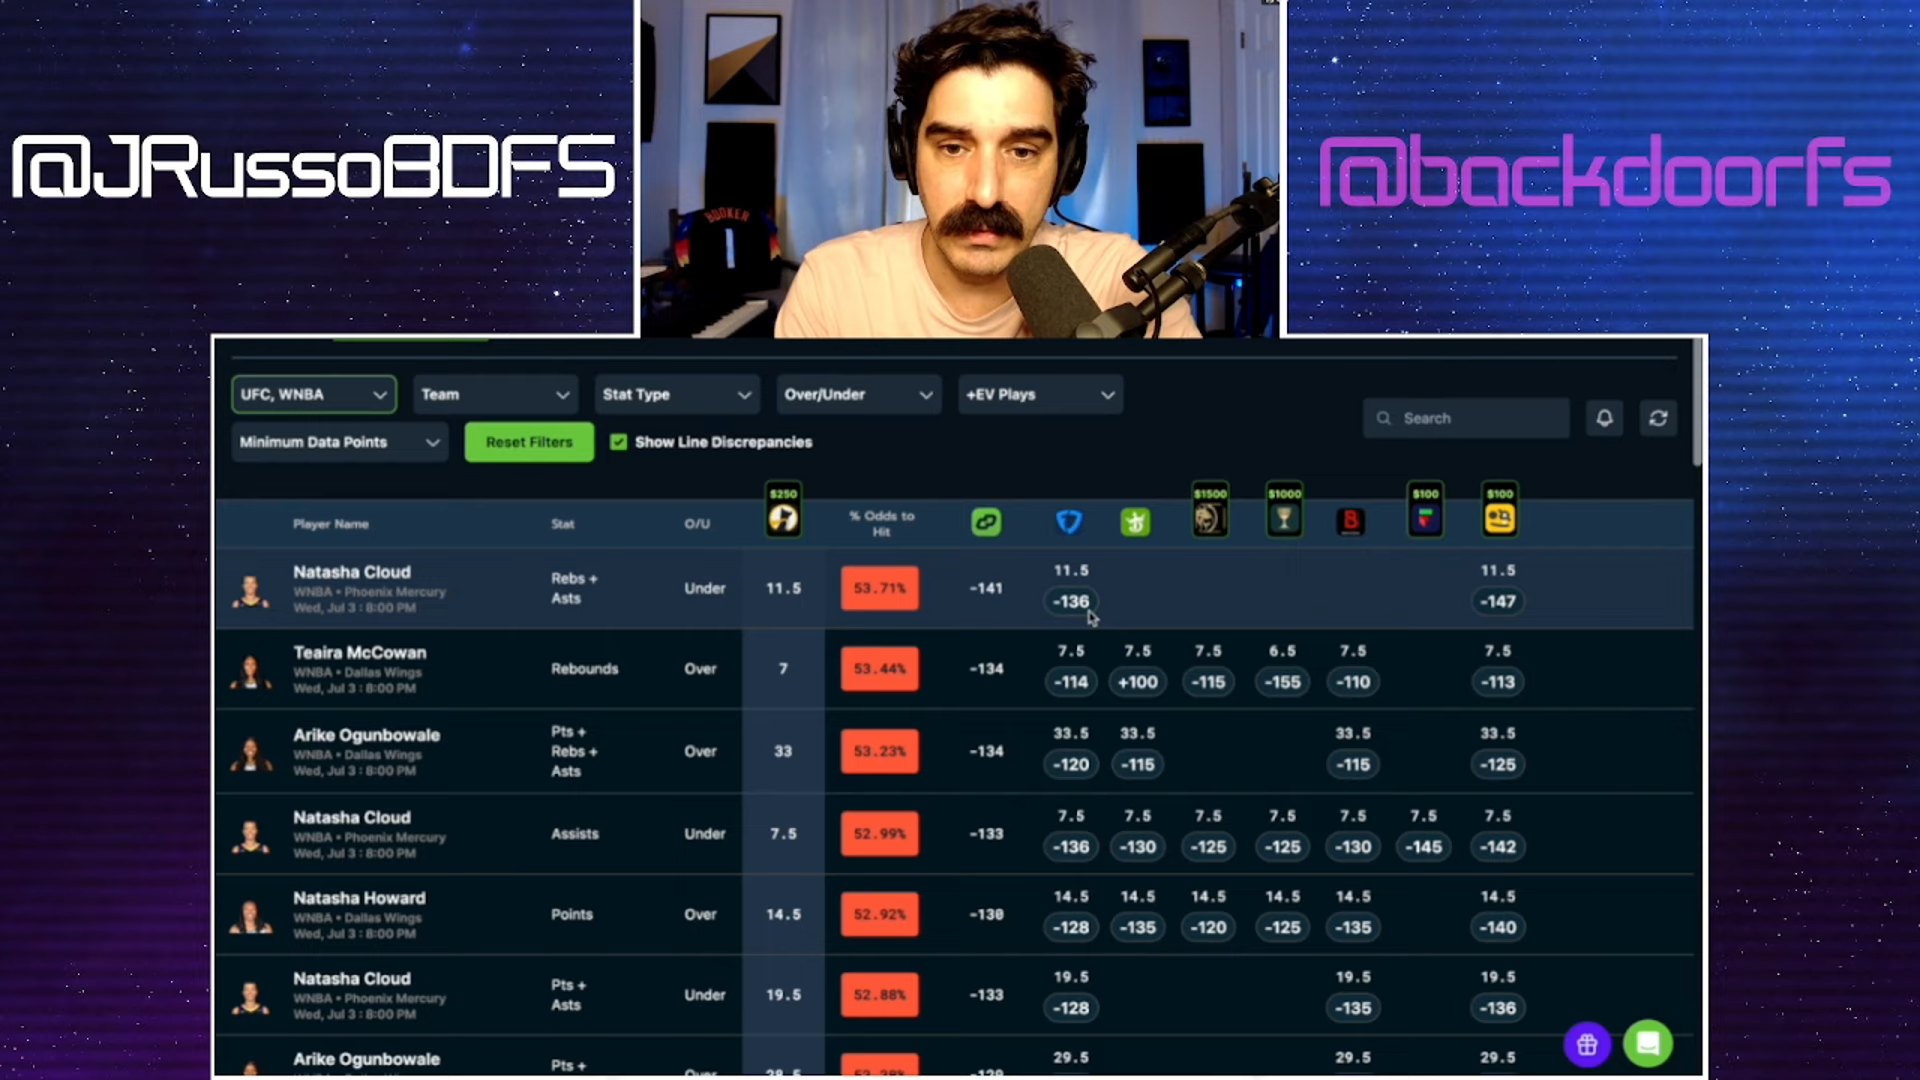 @JRussoBDFS
@backdoorfs
BOOKER
1
UFC, WNBA
Team
Stat Type
Over/Under
+EV Plays
Search
Minimum Data Points
Reset Filters
Show Line Discrepancies
$250
$1500
$1000
$100
$100
Player Name
Stat
O/U
% Odds to
Hit
Natasha Cloud
WNBA • Phoenix Mercury
Wed, Jul 3 : 8:00 PM
Rebs +
Asts
Under
11.5
53.71%
-141
11.5
-136
11.5
-147
Teaira McCowan
WNBA • Dallas Wings
Wed, Jul 3 : 8:00 PM
Rebounds
Over
7
53.44%
-134
7.5 7.5 7.5 6.5 7.5 7.5
-114 +100 -115 -155 -110 -113
Arike Ogunbowale
WNBA • Dallas Wings
Wed, Jul 3 : 8:00 PM
Pts +
Rebs +
Asts
Over
33
53.23%
-134
33.5 33.5 33.5 33.5
-120 -115 -115 -125
Natasha Cloud
WNBA • Phoenix Mercury
Wed, Jul 3 : 8:00 PM
Assists
Under
7.5
52.99%
-133
7.5 7.5 7.5 7.5 7.5 7.5 7.5
-136 -130 -125 -125 -130 -145 -142
Natasha Howard
WNBA • Dallas Wings
Wed, Jul 3 : 8:00 PM
Points
Over
14.5
52.92%
-130
14.5 14.5 14.5 14.5 14.5 14.5
-128 -135 -120 -125 -135 -140
Natasha Cloud
WNBA • Phoenix Mercury
Wed, Jul 3 : 8:00 PM
Pts +
Asts
Under
19.5
52.88%
-133
19.5 19.5 19.5
-128 -135 -136
Arike Ogunbowale
Pts +
29.5 29.5 29.5